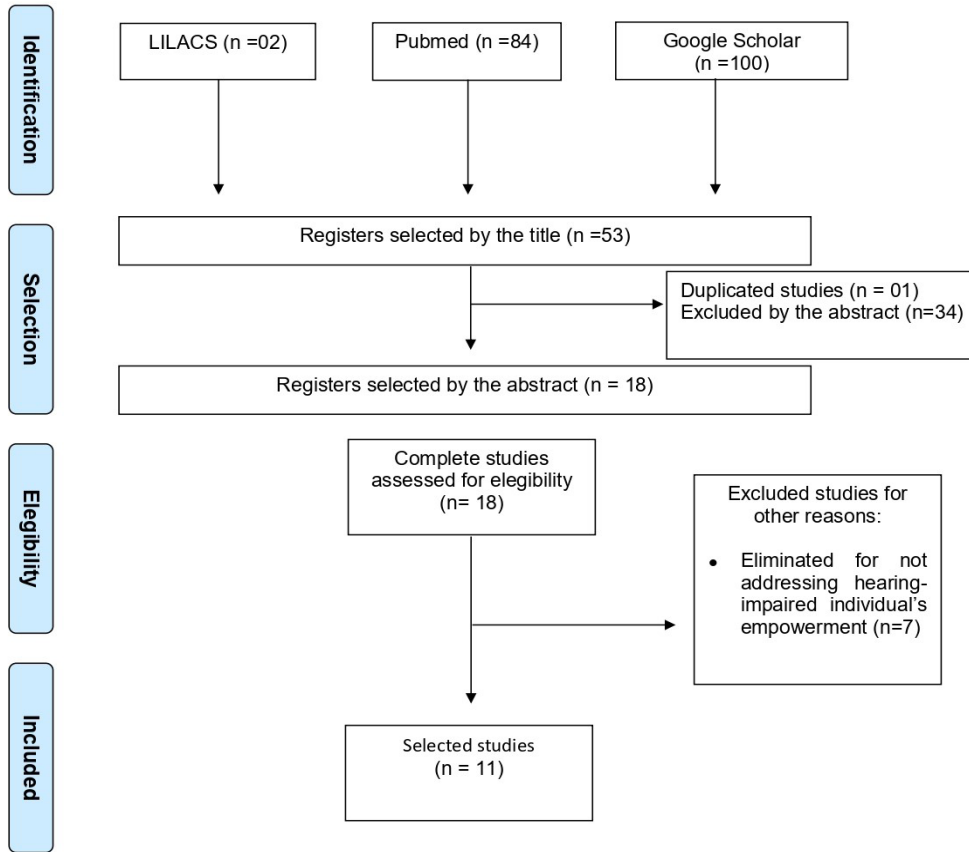 Identification
LILACS (n =02)
Pubmed (n =84)
Google Scholar
(n =100)
Selection
Registers selected by the title (n =53)
Duplicated studies (n = 01)
Excluded by the abstract (n=34)
Registers selected by the abstract (n = 18)
Elegibility
Complete studies
assessed for elegibility
(n= 18)
Excluded studies for
other reasons:
• Eliminated for not
addressing hearing-
impaired individual’s
empowerment (n=7)
Included
Selected studies
(n = 11)